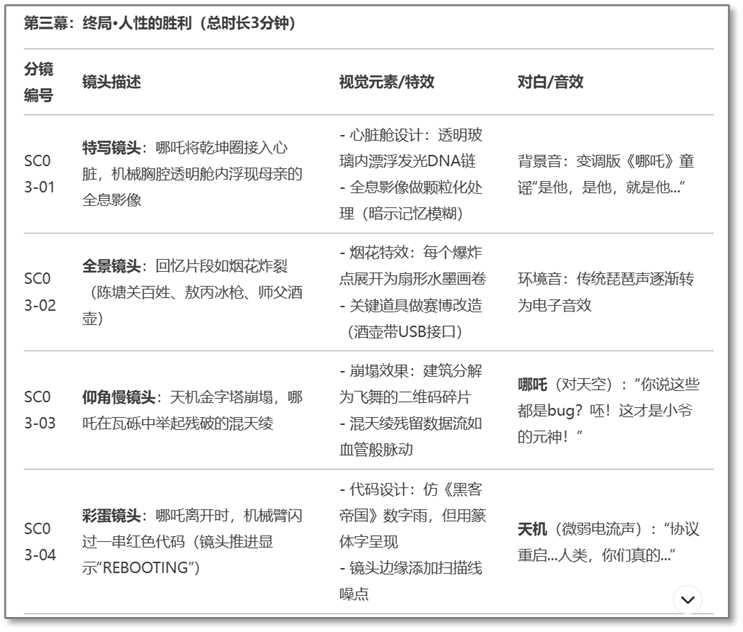 第三幕：终局·人性的胜利（总时长3分钟）
分镜
编号
镜头描述
视觉元素/特效
对白/音效
SC0
3-01
特写镜头：哪吒将乾坤圈接入心
脏，机械胸腔透明舱内浮现母亲的
全息影像
- 心脏舱设计：透明玻
璃内漂浮发光DNA链
- 全息影像做颗粒化处
理（暗示记忆模糊）
背景音：变调版《哪吒》童
谣“是他，是他，就是他...”
SC0
3-02
全景镜头：回忆片段如烟花炸裂
（陈塘关百姓、敖丙冰枪、师父酒
壶）
- 烟花特效：每个爆炸
点展开为扇形水墨画卷
- 关键道具做赛博改造
（酒壶带USB接口）
环境音：传统琵琶声逐渐转
为电子音效
SC0
3-03
仰角慢镜头：天机金字塔崩塌，哪
吒在瓦砾中举起残破的混天绫
- 崩塌效果：建筑分解
为飞舞的二维码碎片
- 混天绫残留数据流如
血管般脉动
哪吒（对天空）：“你说这些
都是bug？呸！这才是小爷
的元神！”
SC0
3-04
彩蛋镜头：哪吒离开时，机械臂闪
过一串红色代码（镜头推进显
示“REBOOTING”）
- 代码设计：仿《黑客
帝国》数字雨，但用篆
体字呈现
- 镜头边缘添加扫描线
噪点
天机（微弱电流声）：“协议
重启...人类，你们真的...”